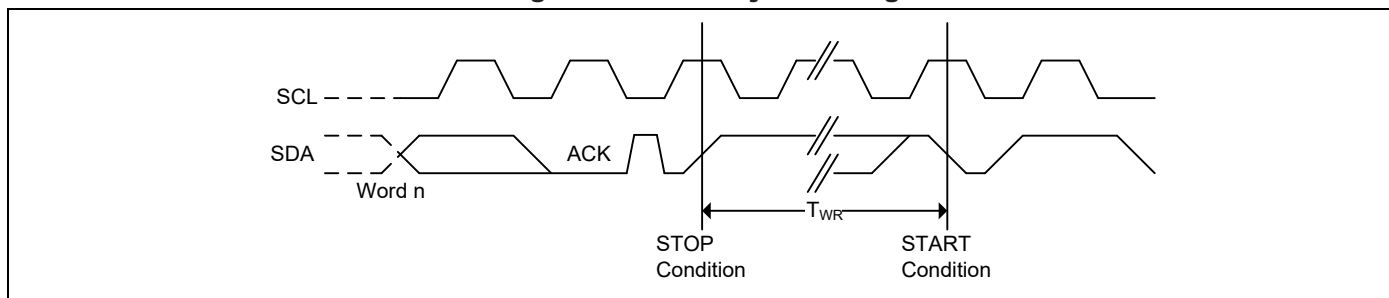 SCL
SDA
ACK
Word n
TWR
STOP
Condition
START
Condition